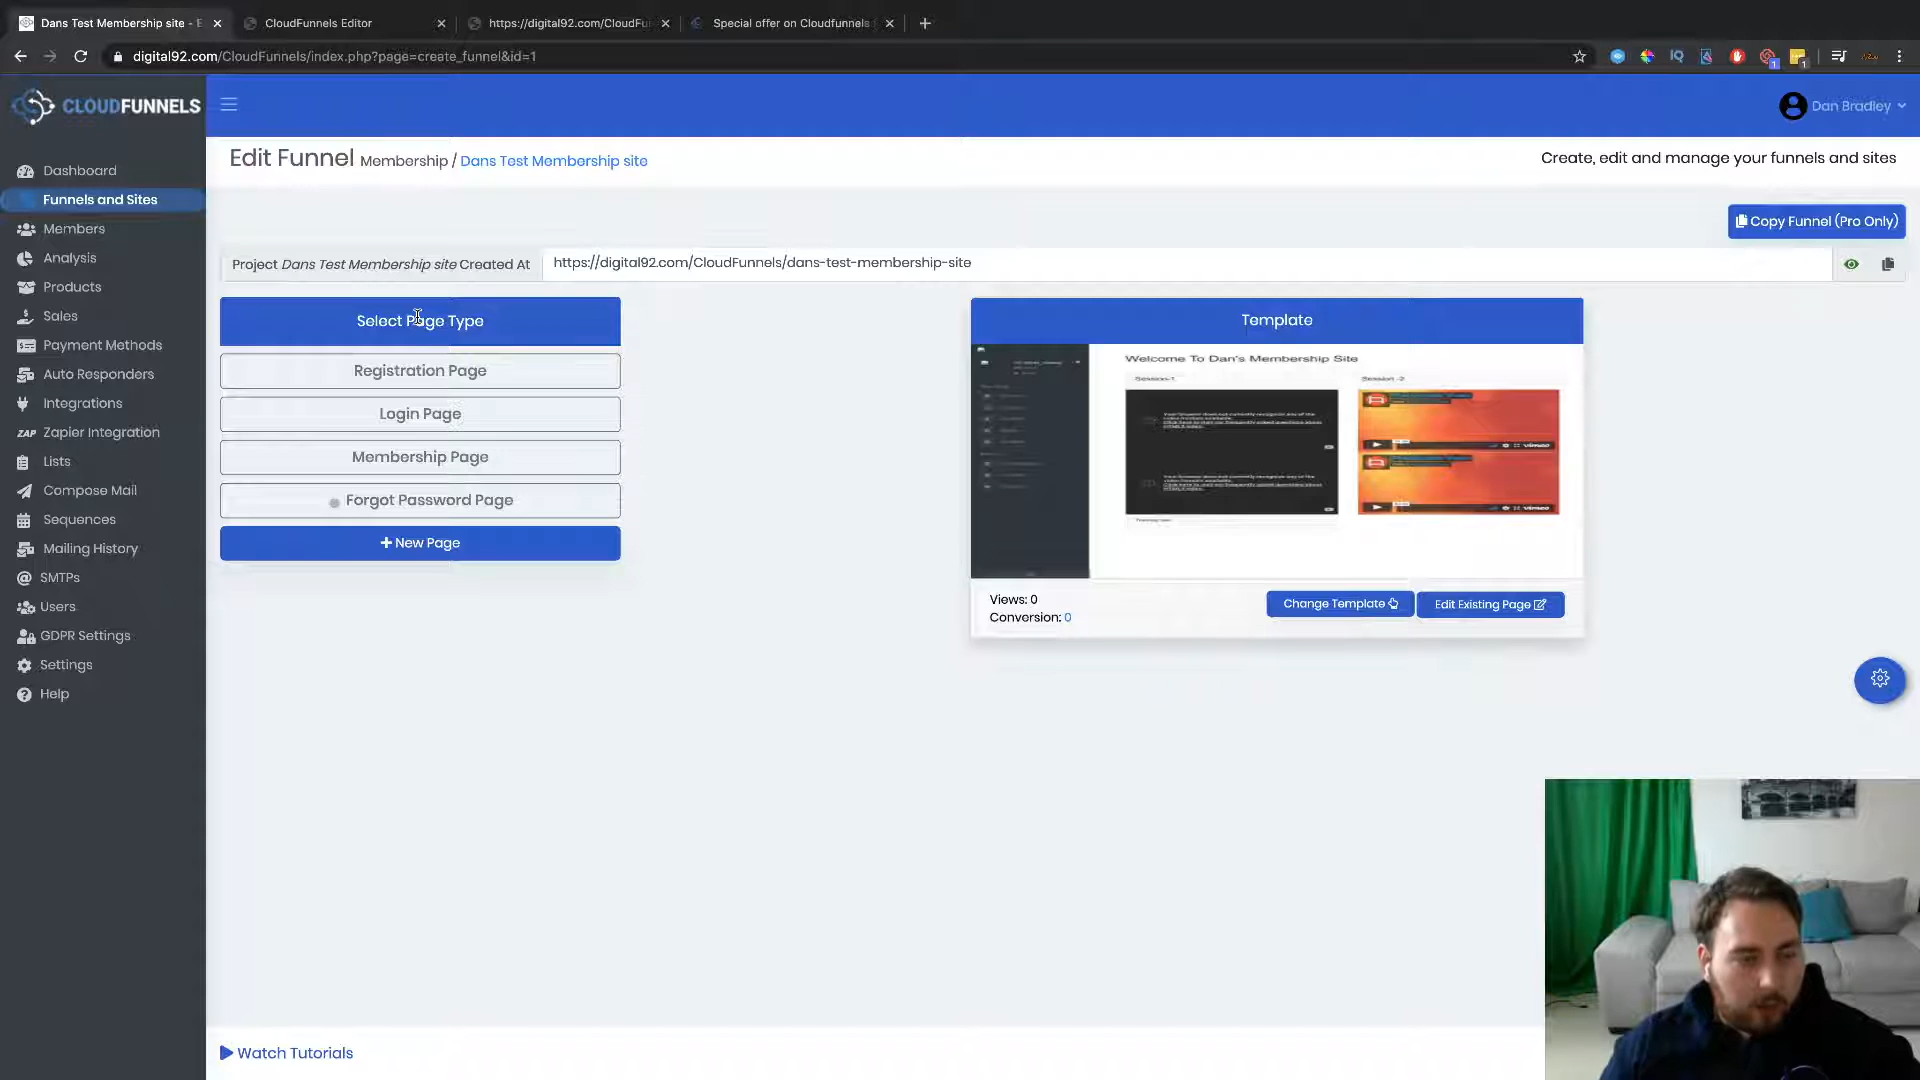 Dans Test Membership site - E
CloudFunnels Editor
https://digital92.com/CloudFu
Special offer on Cloudfunnels
digital92.com/CloudFunnels/index.php?page=create_funnel&id=1
CLOUDFUNNELS
Dan Bradley
Edit Funnel Membership / Dans Test Membership site
Create, edit and manage your funnels and sites
Dashboard
Funnels and Sites
Members
Analysis
Products
Sales
Payment Methods
Auto Responders
Integrations
ZAP Zapier Integration
Lists
Compose Mail
Sequences
Mailing History
SMTPs
Users
GDPR Settings
Settings
Help
Copy Funnel (Pro Only)
Project Dans Test Membership site Created At
https://digital92.com/CloudFunnels/dans-test-membership-site
Select Page Type
Registration Page
Login Page
Membership Page
Forgot Password Page
+ New Page
Template
Welcome To Dan's Membership Site
Session-1
Session -2
Views: 0
Conversion: 0
Change Template
Edit Existing Page
Watch Tutorials